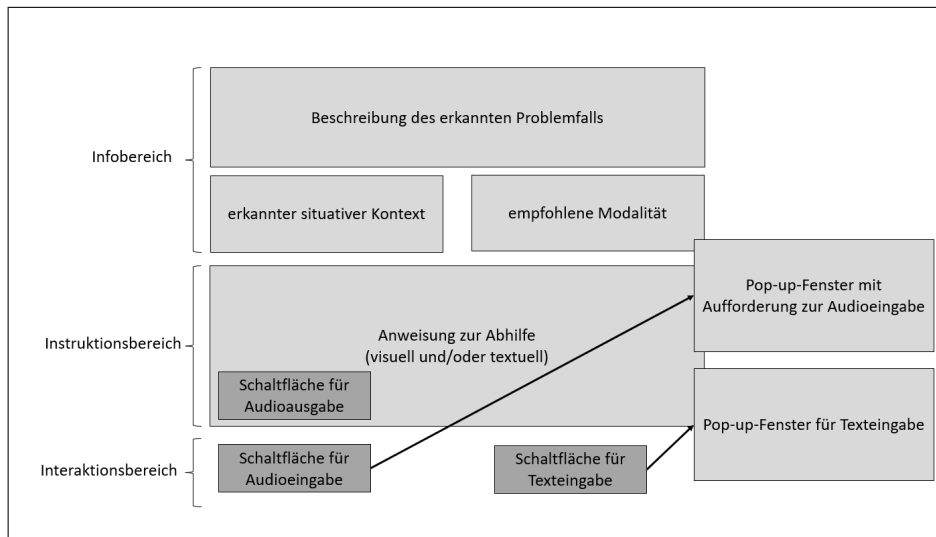 Beschreibung des erkannten Problemfalls
Infobereich
erkannter situativer Kontext
empfohlene Modalität
Pop-up-Fenster mit
Aufforderung zur Audioeingabe
Instruktionsbereich
Anweisung zur Abhilfe
(visuell und/oder textuell)
Schaltfläche für
Audioausgabe
Pop-up-Fenster für Texteingabe
Interaktionsbereich
Schaltfläche für
Audioeingabe
Schaltfläche für
Texteingabe